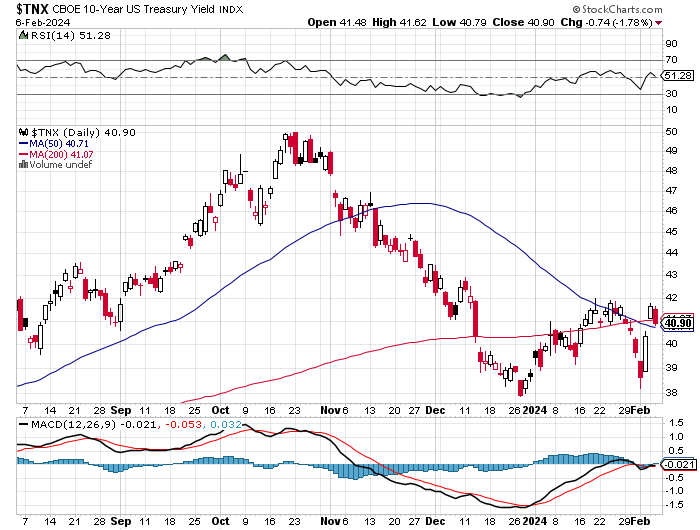 $TNX CBOE 10-Year US Treasury Yield INDX © StockCharts.com
6-Feb-2024 Open 41.48 High 41.62 Low 40.79 Close 40.90 Chg -0.74 (-1.78%)
RSI(14) 51.28
90
70
51.28
30
10
$TNX (Daily) 40.90
MA(50) 40.71
MA(200) 41.07
Volume undef
50
49
48
47
46
45
44
43
42
40.90
40
39
38
7 14 21 28 Sep 11 18 25 Oct 9 16 23 Nov 6 13 20 27 Dec 11 18 26 2024 8 16 22 29 Feb
MACD(12,26,9) -0.021, -0.053, 0.032
1.5
1.0
0.5
-0.021
-0.5
-1.0
-1.5
7 14 21 28 Sep 11 18 25 Oct 9 16 23 Nov 6 13 20 27 Dec 11 18 26 2024 8 16 22 29 Feb